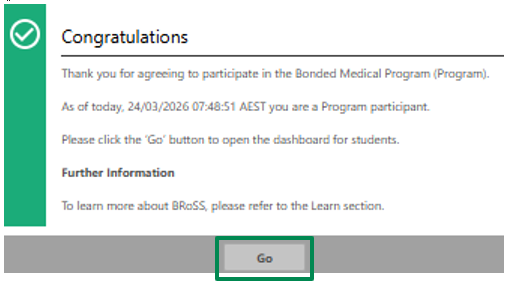 Congratulations
Thank you for agreeing to participate in the Bonded Medical Program (Program).
As of today, 24/03/2026 07:48:51 AEST you are a Program participant.
Please click the 'Go' button to open the dashboard for students.
Further Information
To learn more about BRoSS, please refer to the Learn section.
Go